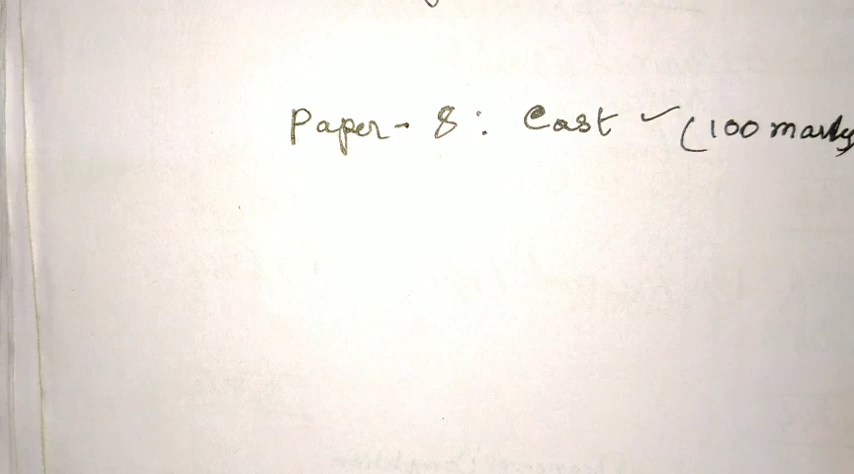 Paper - 8 : Cost ✓ (100 marks